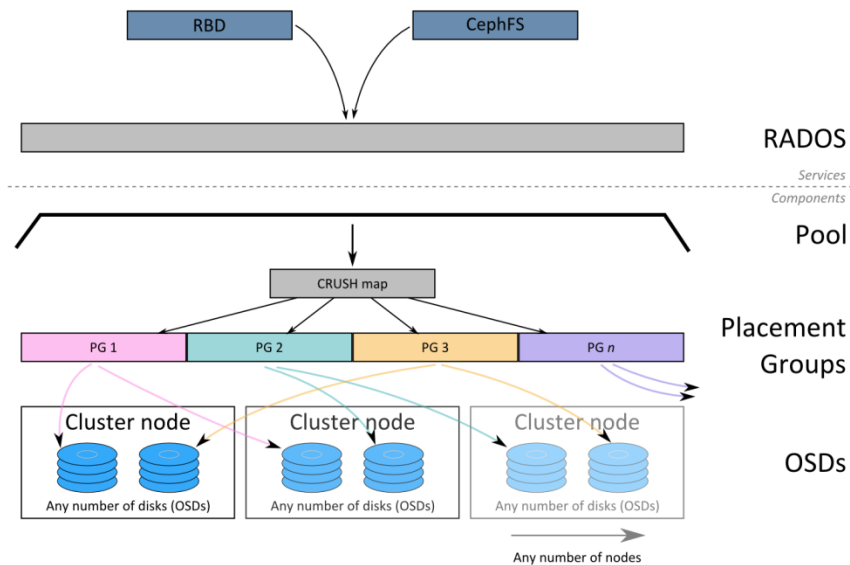 RBD
CephFS
RADOS
Services
Components
Pool
CRUSH map
Placement
Groups
PG 1
PG 2
PG 3
PG n
Cluster node
Cluster node
Cluster node
OSDs
Any number of disks (OSDs)
Any number of disks (OSDs)
Any number of disks (OSDs)
Any number of nodes